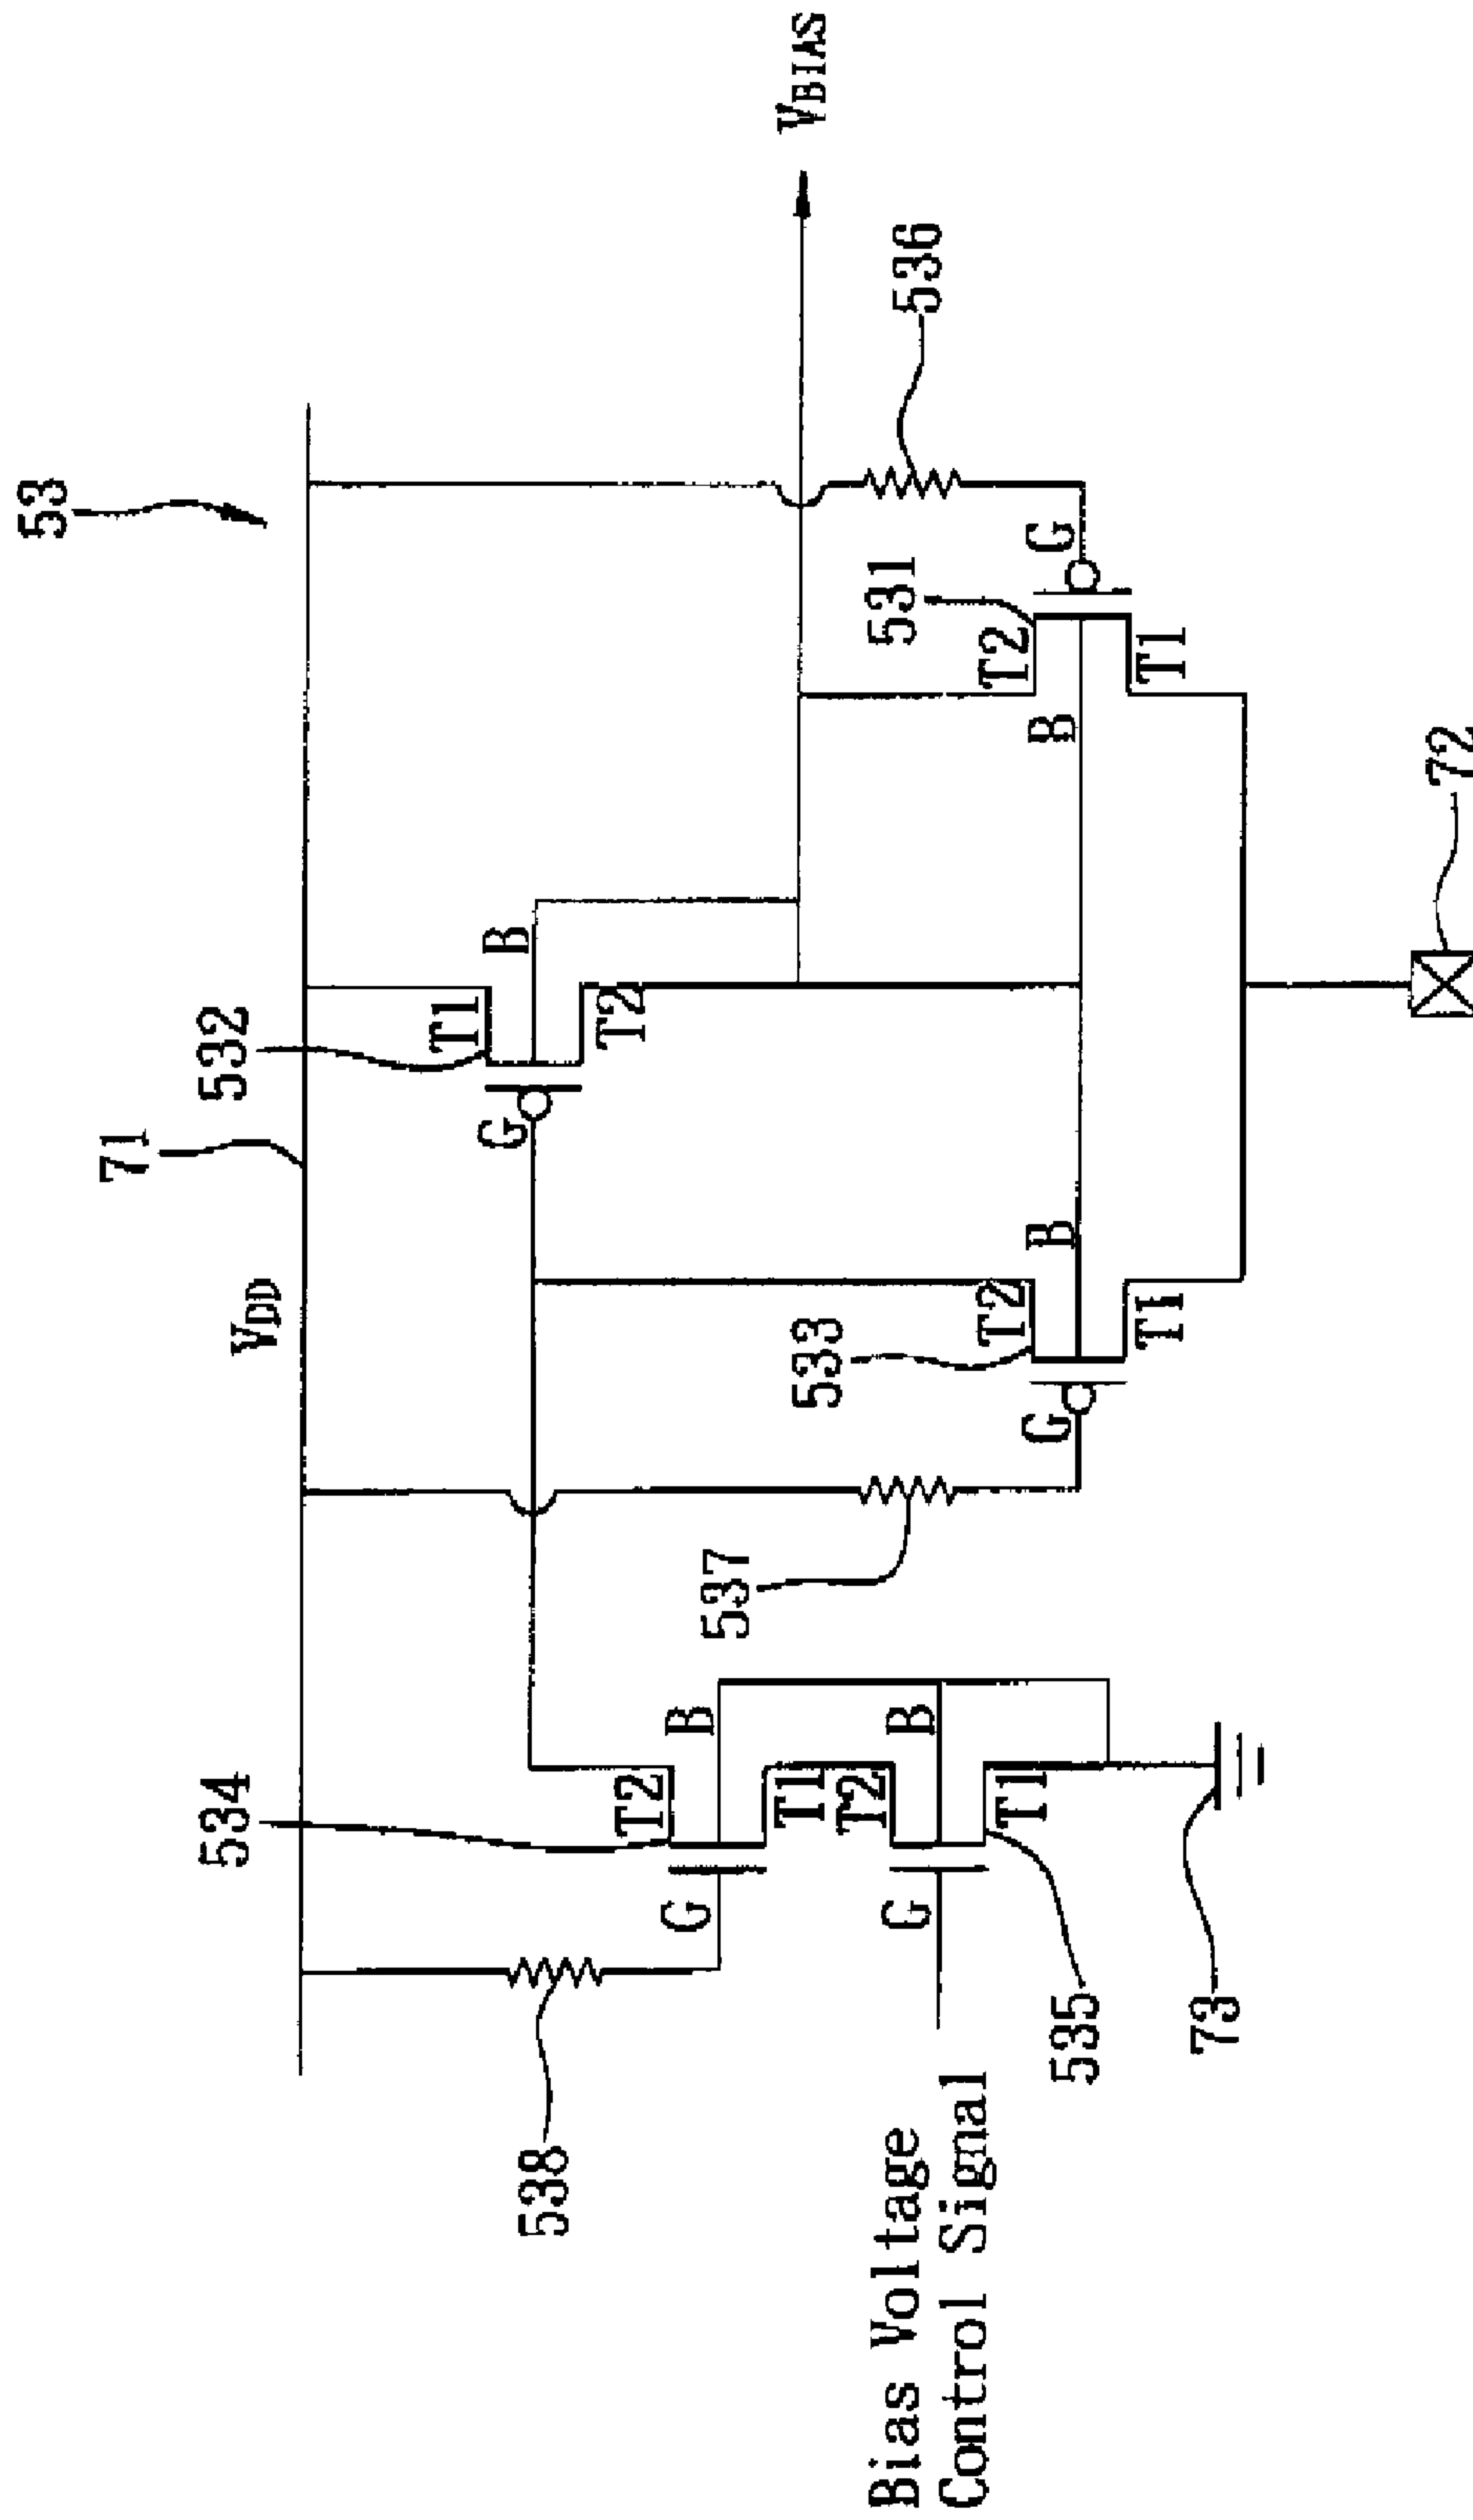 53
71
V_DD
532
T1
B
G
T2
V_BIAS
536
531
T2
G
B
T1
533
T2
B
G
T1
537
534
T2
B
G
T1
T2
B
G
T1
538
535
73
72
Bias Voltage
Control Signal